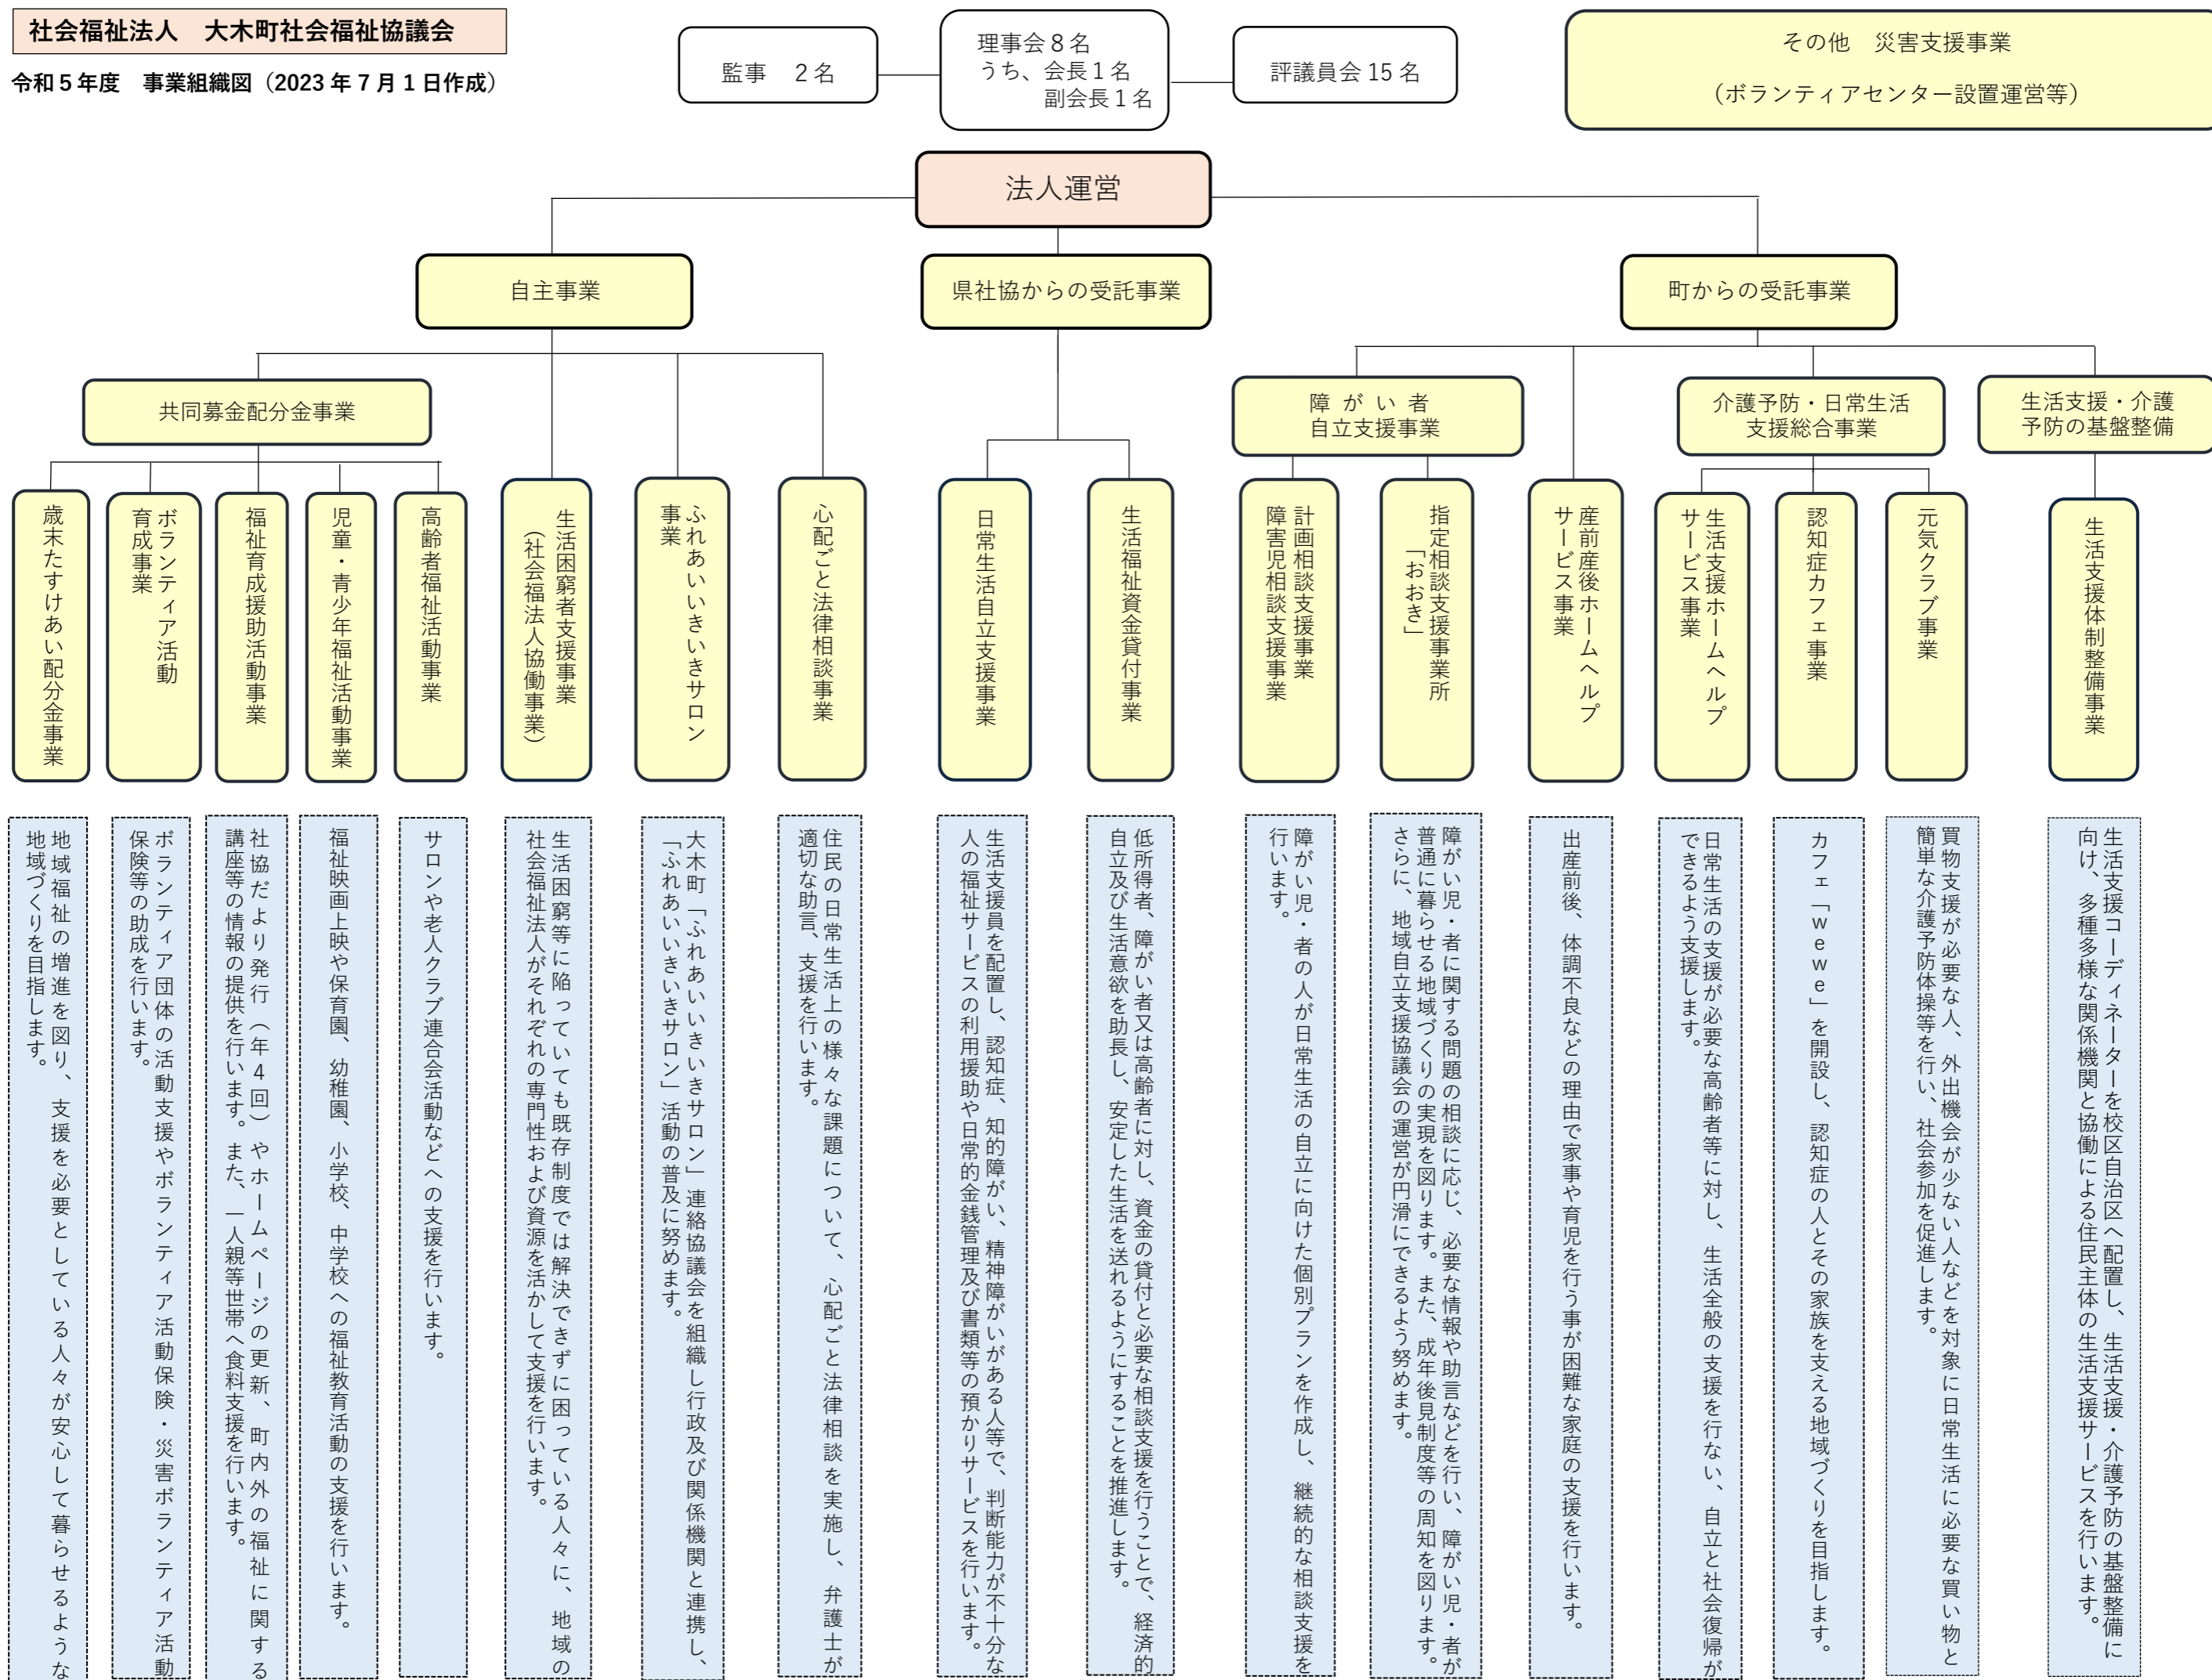 社会福祉法人　大木町社会福祉協議会
令和５年度　事業組織図（2023 年 7 月 1 日作成）
監事　２名
理事会８名
うち、会長１名
副会長１名
評議員会 15 名
その他　災害支援事業
（ボランティアセンター設置運営等）
法人運営
自主事業
県社協からの受託事業
町からの受託事業
共同募金配分金事業
障 が い 者
自立支援事業
介護予防・日常生活
支援総合事業
生活支援・介護
予防の基盤整備
歳末たすけあい配分金事業
ボランティア活動
育成事業
福祉育成援助活動事業
児童・青少年福祉活動事業
高齢者福祉活動事業
生活困窮者支援事業
（社会福法人協働事業）
ふれあいいきいきサロン
事業
心配ごと法律相談事業
日常生活自立支援事業
生活福祉資金貸付事業
計画相談支援事業
障害児相談支援事業
指定相談支援事業所
「おおき」
産前産後ホームヘルプ
サービス事業
生活支援ホームヘルプ
サービス事業
認知症カフェ事業
元気クラブ事業
生活支援体制整備事業
地域福祉の増進を図り、支援を必要としている人々が安心して暮らせるような
地域づくりを目指します。
ボランティア団体の活動支援やボランティア活動保険・災害ボランティア活動
保険等の助成を行います。
社協だより発行（年４回）やホームページの更新、町内外の福祉に関する
講座等の情報の提供を行います。また、一人親等世帯へ食料支援を行います。
福祉映画上映や保育園、幼稚園、小学校、中学校への福祉教育活動の支援を行います。
サロンや老人クラブ連合会活動などへの支援を行います。
生活困窮等に陥っていても既存制度では解決できずに困っている人々に、地域の
社会福祉法人がそれぞれの専門性および資源を活かして支援を行います。
大木町「ふれあいいきいきサロン」連絡協議会を組織し行政及び関係機関と連携し、
「ふれあいいきいきサロン」活動の普及に努めます。
住民の日常生活上の様々な課題について、心配ごと法律相談を実施し、弁護士が
適切な助言、支援を行います。
生活支援員を配置し、認知症、知的障がい、精神障がいがある人等で、判断能力が不十分な
人の福祉サービスの利用援助や日常的金銭管理及び書類等の預かりサービスを行います。
低所得者、障がい者又は高齢者に対し、資金の貸付と必要な相談支援を行うことで、経済的
自立及び生活意欲を助長し、安定した生活を送れるようにすることを推進します。
障がい児・者の人が日常生活の自立に向けた個別プランを作成し、継続的な相談支援を
行います。
障がい児・者に関する問題の相談に応じ、必要な情報や助言などを行い、障がい児・者が
普通に暮らせる地域づくりの実現を図ります。また、成年後見制度等の周知を図ります。
さらに、地域自立支援協議会の運営が円滑にできるよう努めます。
出産前後、体調不良などの理由で家事や育児を行う事が困難な家庭の支援を行います。
日常生活の支援が必要な高齢者等に対し、生活全般の支援を行ない、自立と社会復帰が
できるよう支援します。
カフェ「ｗｅｗｅ」を開設し、認知症の人とその家族を支える地域づくりを目指します。
買物支援が必要な人、外出機会が少ない人などを対象に日常生活に必要な買い物と
簡単な介護予防体操等を行い、社会参加を促進します。
生活支援コーディネーターを校区自治区へ配置し、生活支援・介護予防の基盤整備に
向け、多種多様な関係機関と協働による住民主体の生活支援サービスを行います。